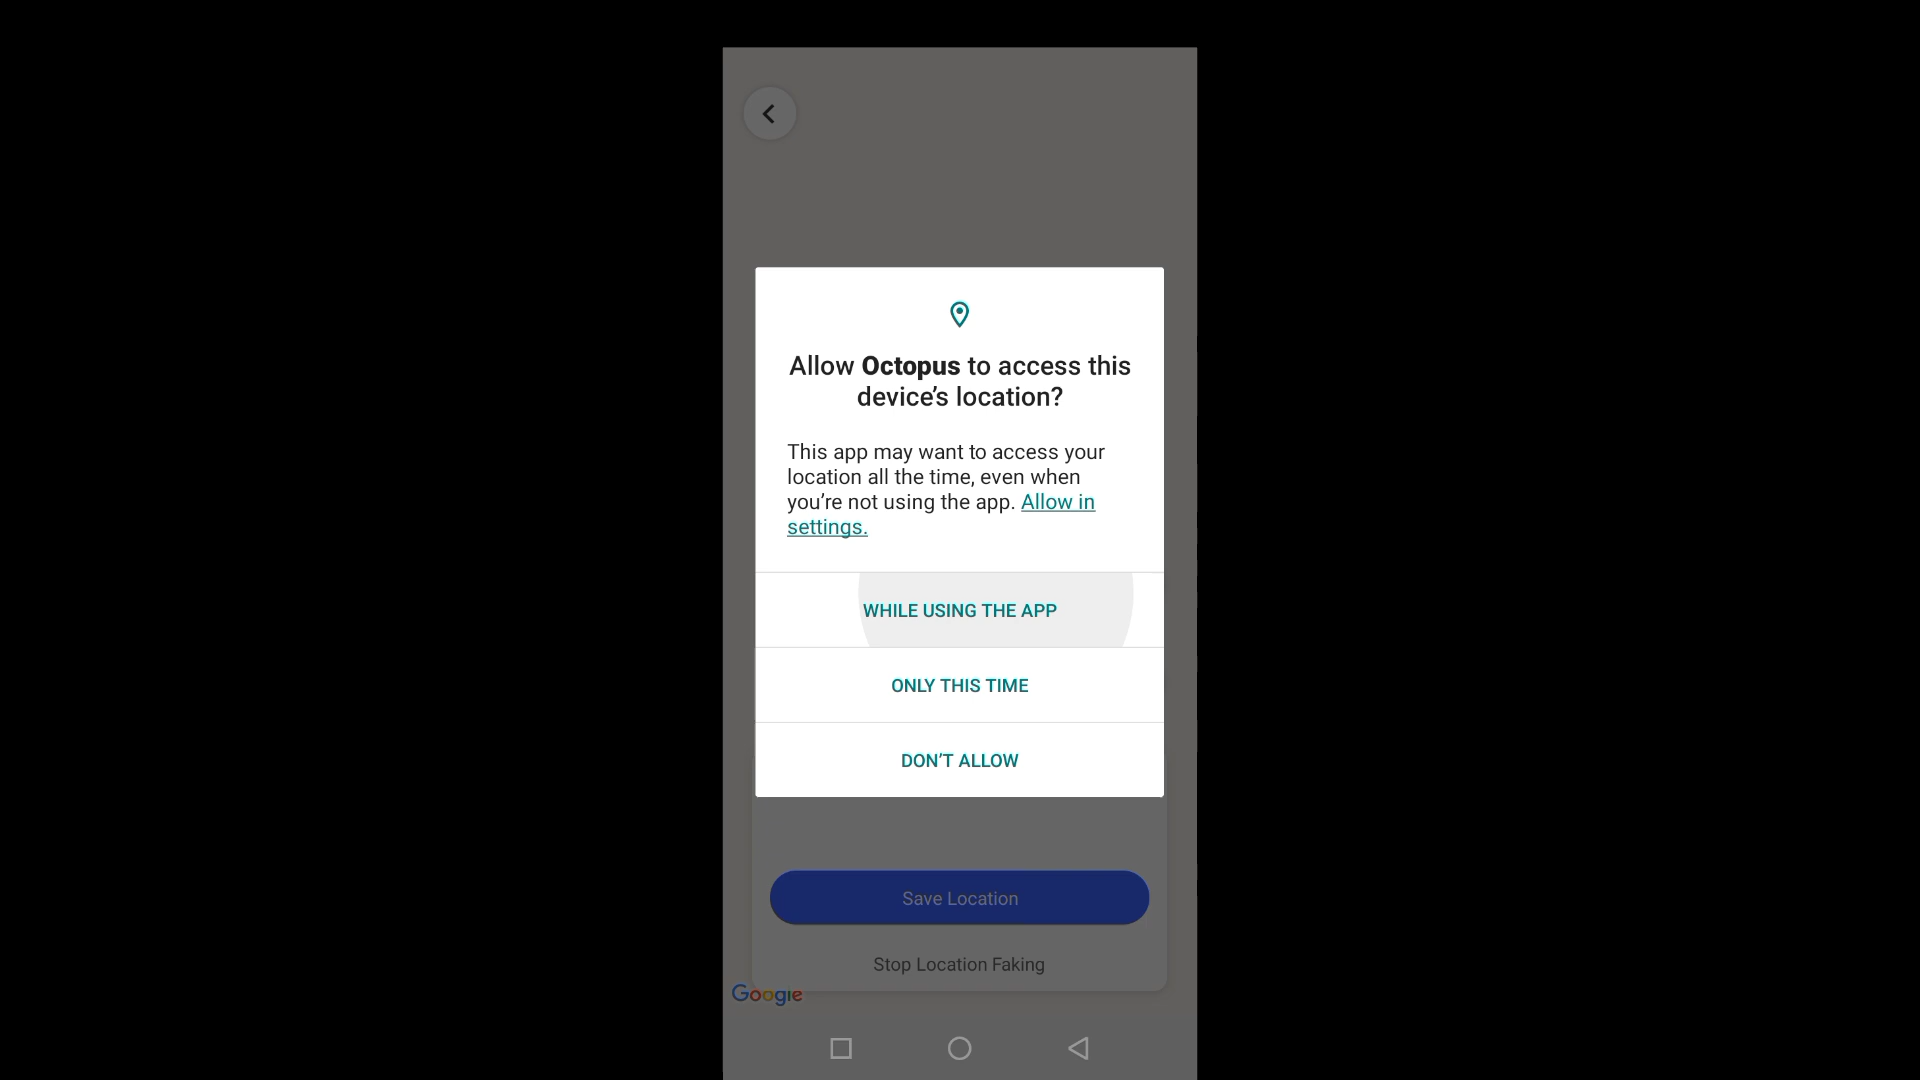 Allow Octopus to access this
device’s location?
This app may want to access your
location all the time, even when
you’re not using the app. Allow in
settings.
WHILE USING THE APP
ONLY THIS TIME
DON’T ALLOW
Save Location
Stop Location Faking
Google